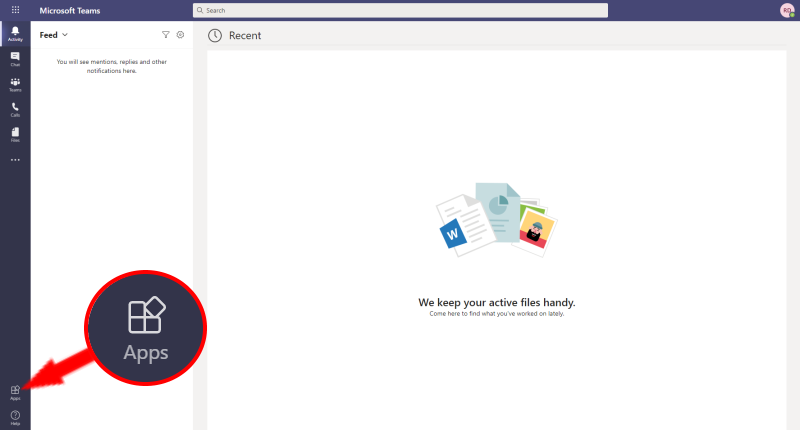 Microsoft Teams
Search
RD
Activity
Chat
Teams
Calls
Files
...
Apps
Help
Feed
You will see mentions, replies and other
notifications here.
Apps
Recent
W
We keep your active files handy.
Come here to find what you've worked on lately.